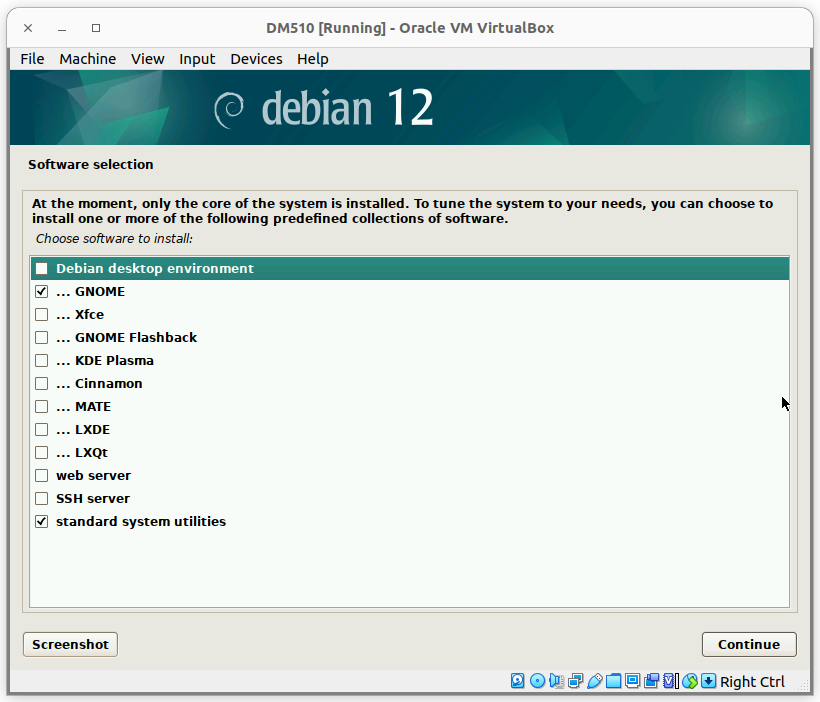 DM510 [Running] - Oracle VM VirtualBox
File Machine View Input Devices Help
debian 12
Software selection
At the moment, only the core of the system is installed. To tune the system to your needs, you can choose to
install one or more of the following predefined collections of software.
Choose software to install:
Debian desktop environment
... GNOME
... Xfce
... GNOME Flashback
... KDE Plasma
... Cinnamon
... MATE
... LXDE
... LXQt
web server
SSH server
standard system utilities
Screenshot Continue
Right Ctrl